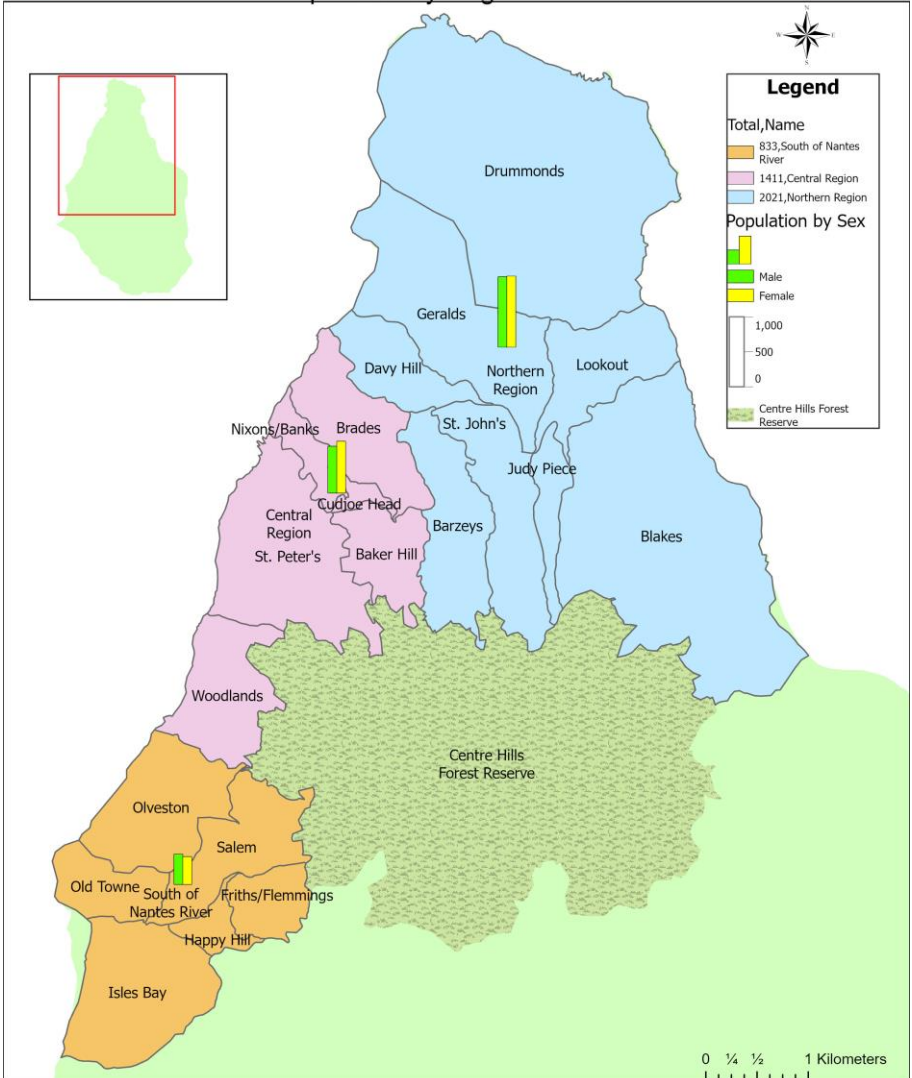 N
W
E
S
Legend
Total,Name
833,South of Nantes
River
1411,Central Region
2021,Northern Region
Population by Sex
Male
Female
1,000
500
0
Centre Hills Forest
Reserve
Drummonds
Geralds
Davy Hill
Northern
Region
Lookout
Nixons/Banks
Brades
St. John's
Judy Piece
Cudjoe Head
Central
Region
Barzeys
St. Peter's
Baker Hill
Blakes
Woodlands
Centre Hills
Forest Reserve
Olveston
Salem
Old Towne
South of
Nantes River
Friths/Flemmings
Happy Hill
Isles Bay
0 ¼ ½ 1 Kilometers